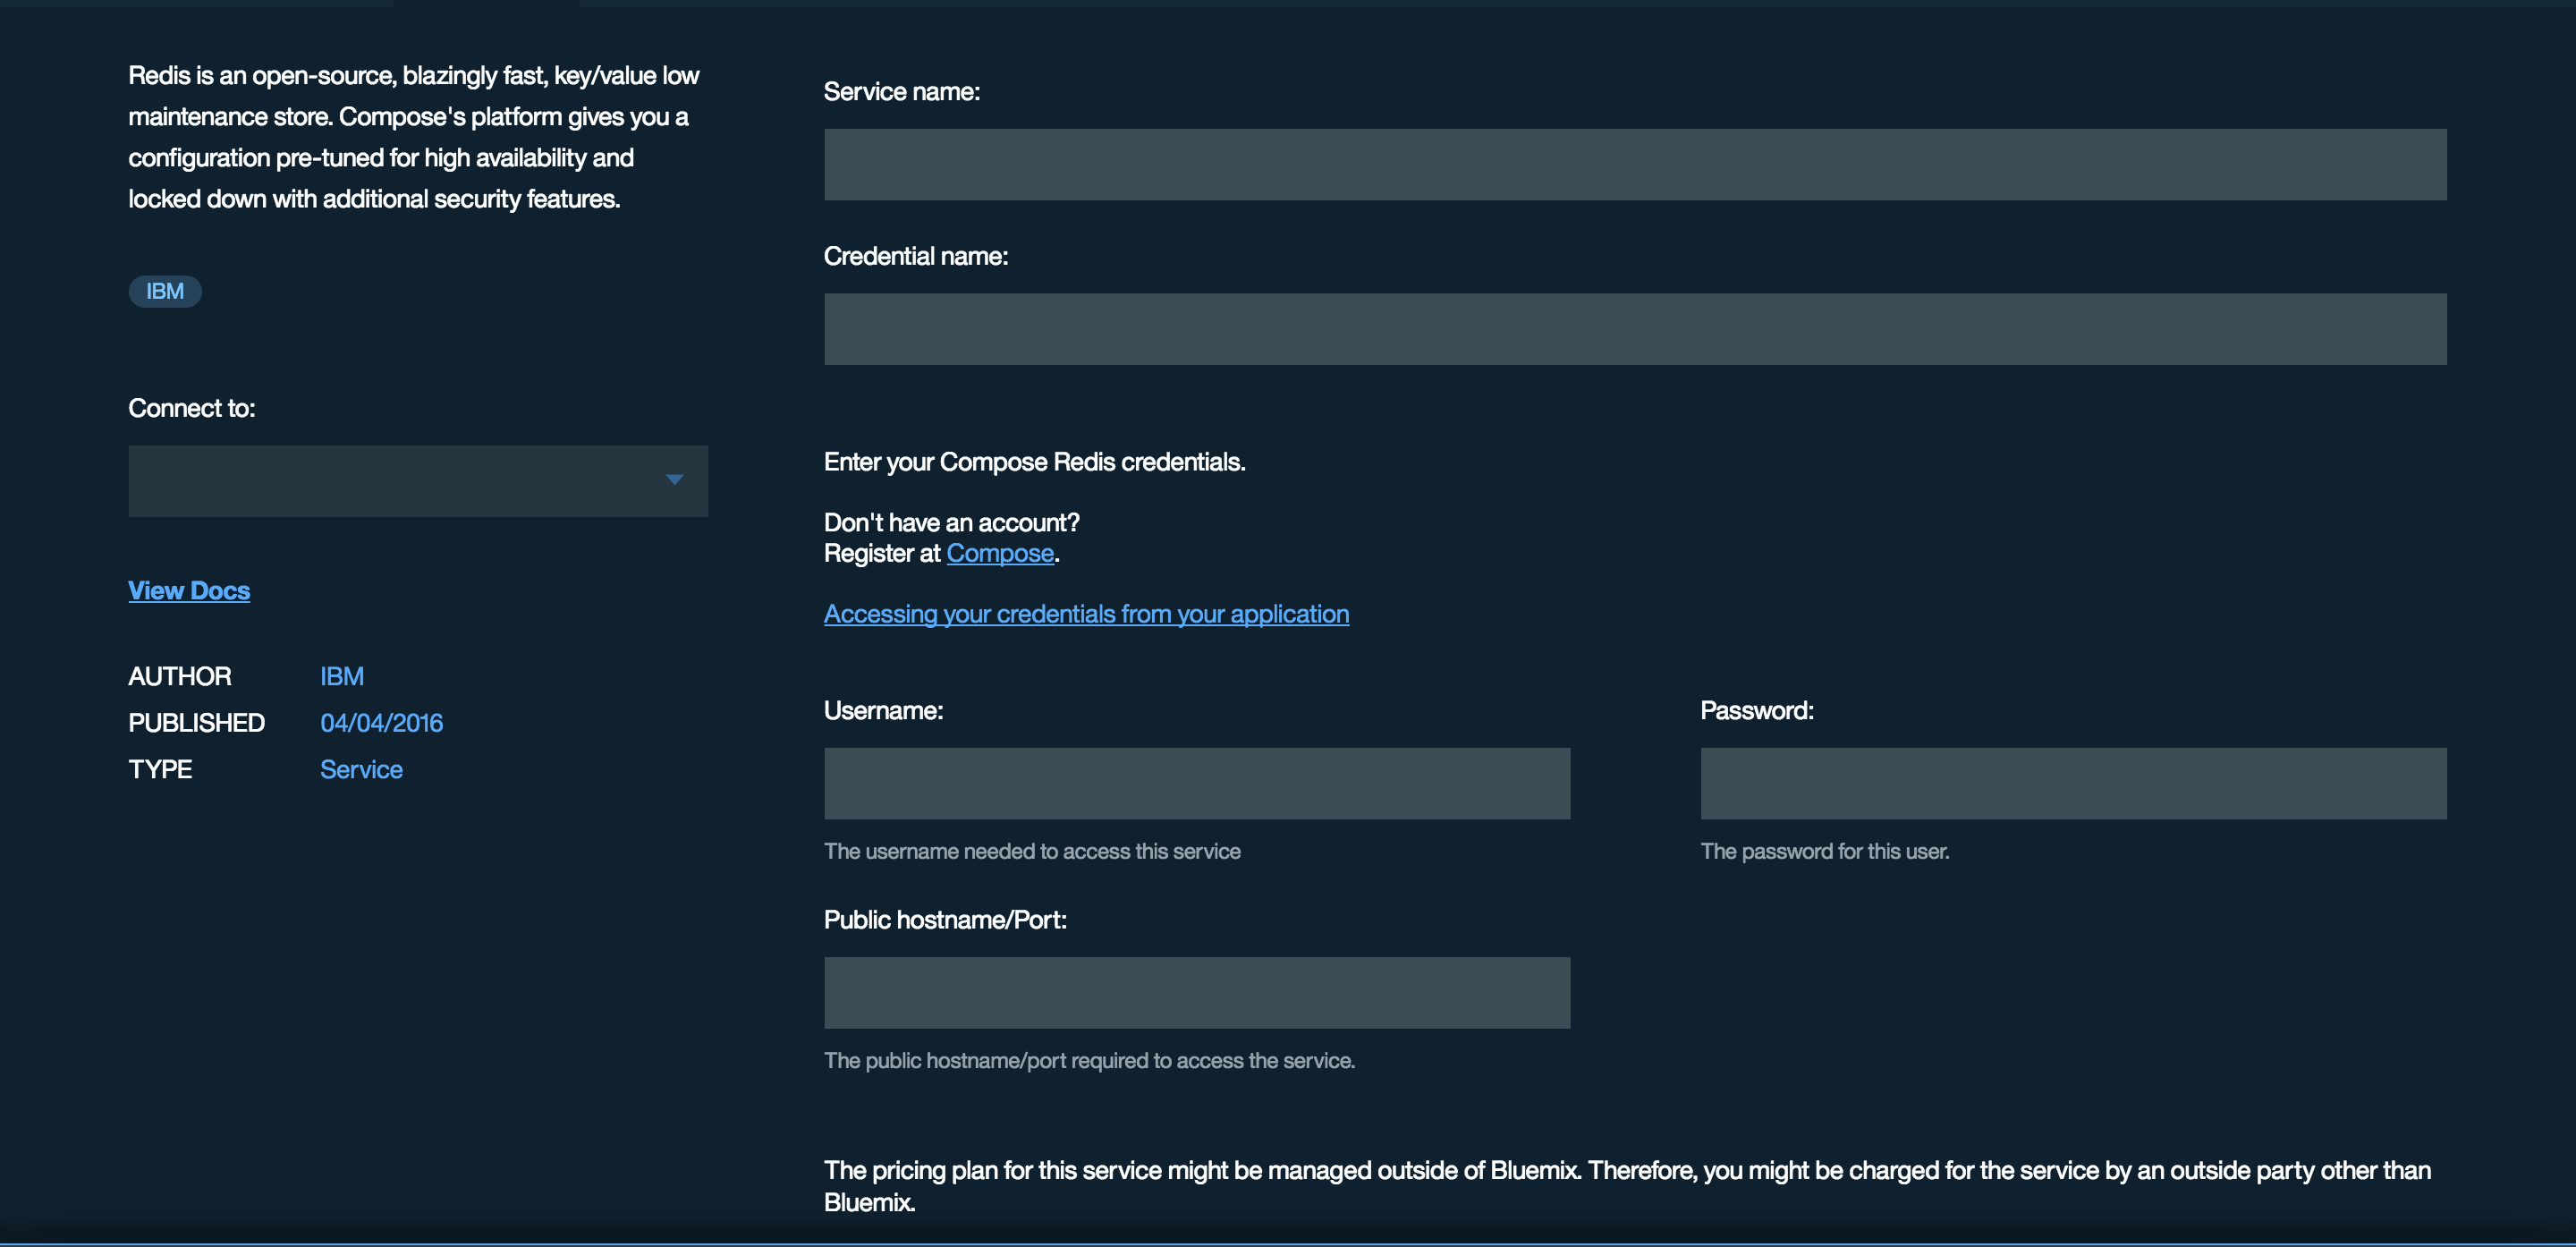 Redis is an open-source, blazingly fast, key/value low
maintenance store. Compose's platform gives you a
configuration pre-tuned for high availability and
locked down with additional security features.
IBM
Connect to:
View Docs
AUTHOR IBM
PUBLISHED 04/04/2016
TYPE Service
Service name:
Credential name:
Enter your Compose Redis credentials.
Don't have an account?
Register at Compose.
Accessing your credentials from your application
Username:
The username needed to access this service
Password:
The password for this user.
Public hostname/Port:
The public hostname/port required to access the service.
The pricing plan for this service might be managed outside of Bluemix. Therefore, you might be charged for the service by an outside party other than
Bluemix.